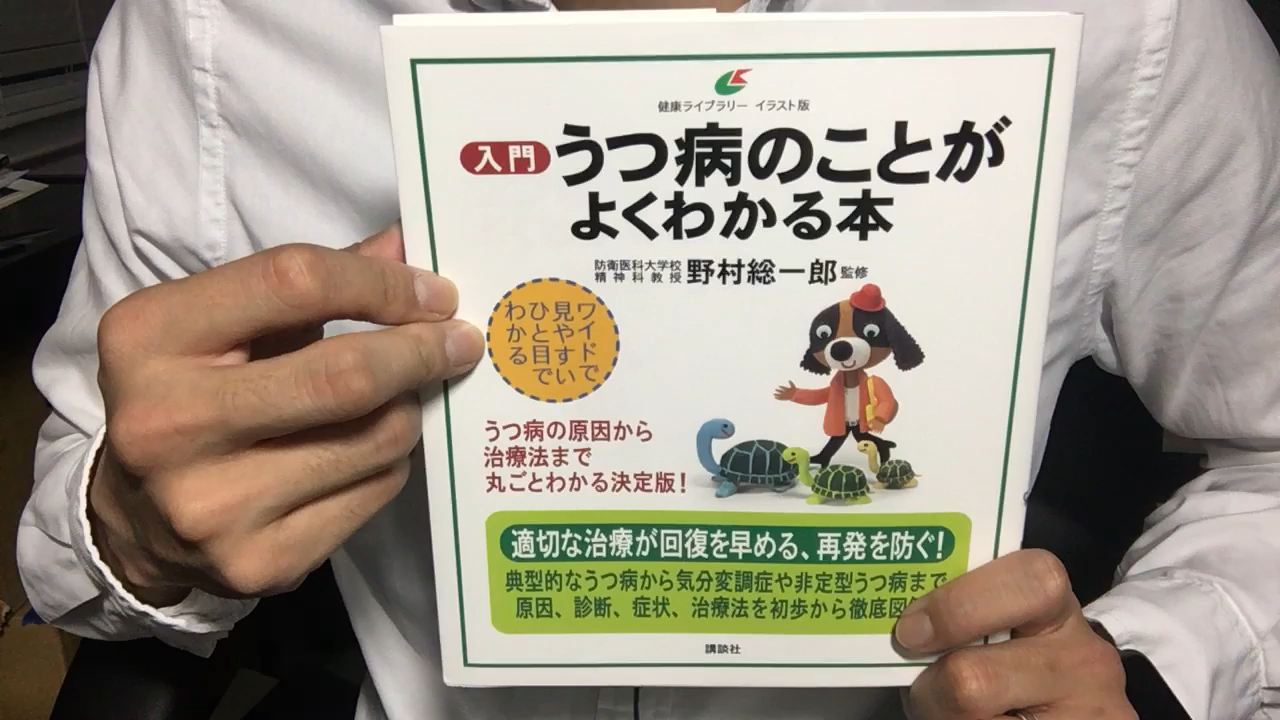 健康ライブラリー イラスト版
入門 うつ病のことが
よくわかる本
防衛医科大学校
精神科教授 野村総一郎 監修
ワイドで
見やすい
ひと目で
わかる
うつ病の原因から
治療法まで
丸ごとわかる決定版!
適切な治療が回復を早める、再発を防ぐ!
典型的なうつ病から気分変調症や非定型うつ病まで
原因、診断、症状、治療法を初歩から徹底図
講談社